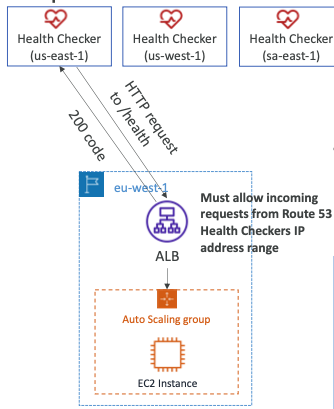 Health Checker
(us-east-1)
Health Checker
(us-west-1)
Health Checker
(sa-east-1)
HTTP request
to /health
200 code
eu-west-1
Must allow incoming
requests from Route 53
Health Checkers IP
address range
ALB
Auto Scaling group
EC2 Instance